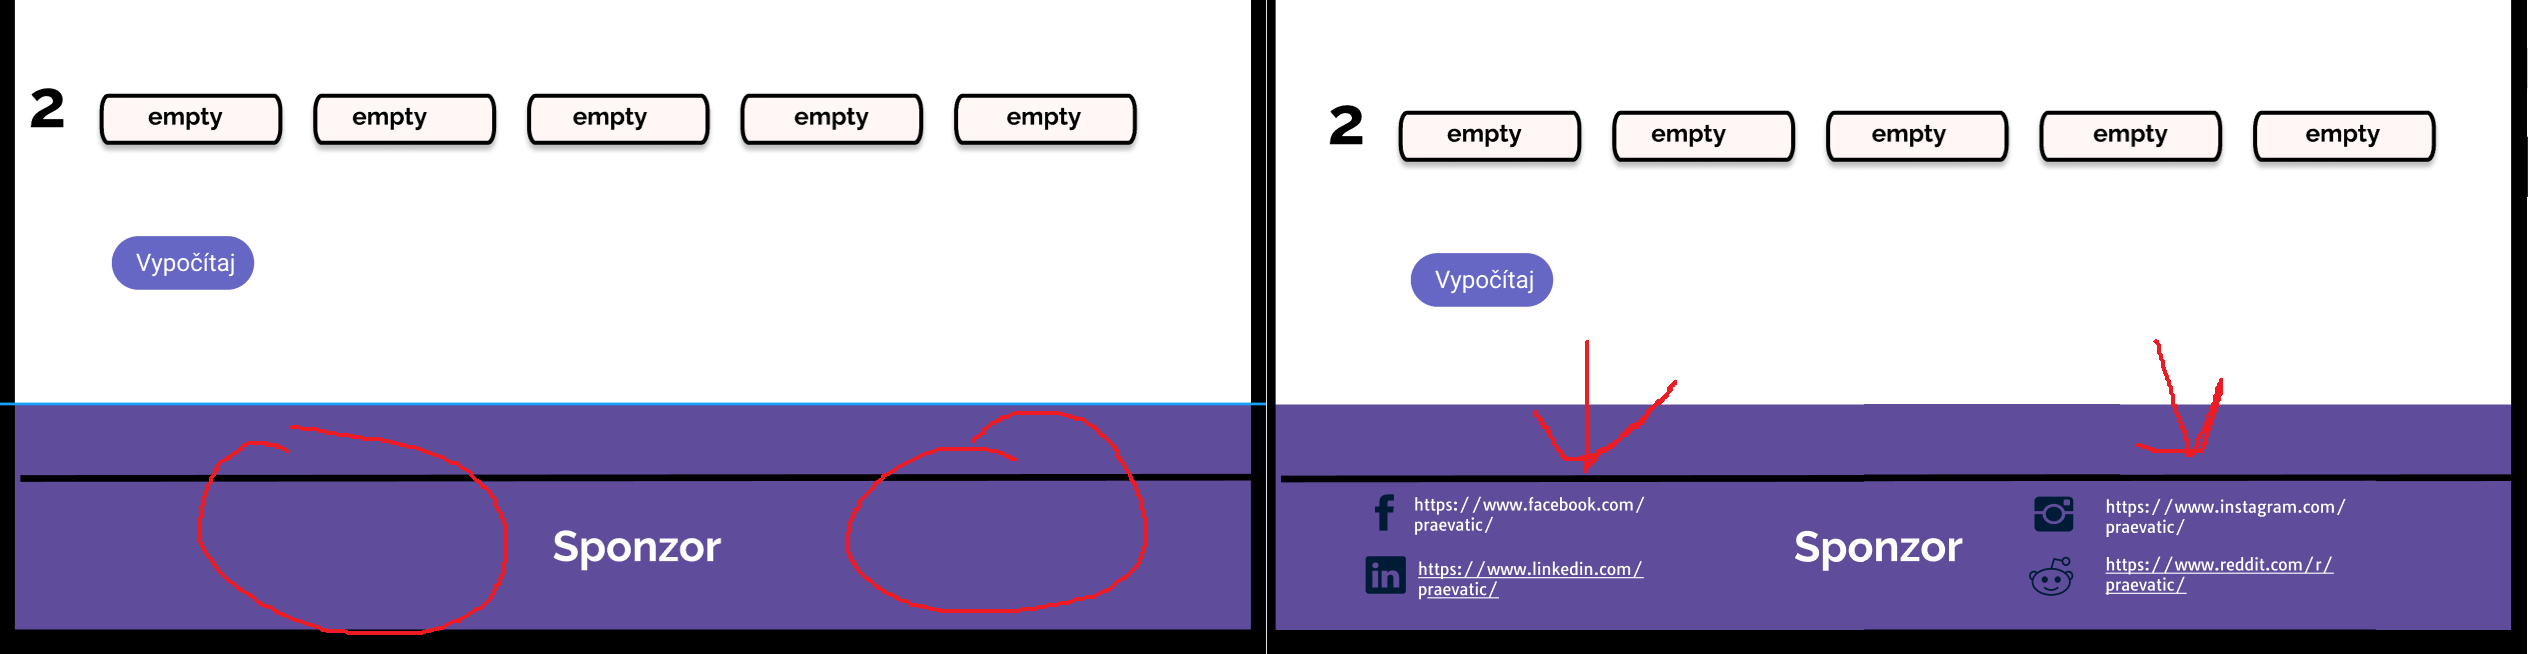 2 empty empty empty empty empty
Vypočítaj
Sponzor
2 empty empty empty empty empty
Vypočítaj
https://www.facebook.com/
praevatic/
in https://www.linkedin.com/
praevatic/
Sponzor
https://www.instagram.com/
praevatic/
https://www.reddit.com/r/
praevatic/